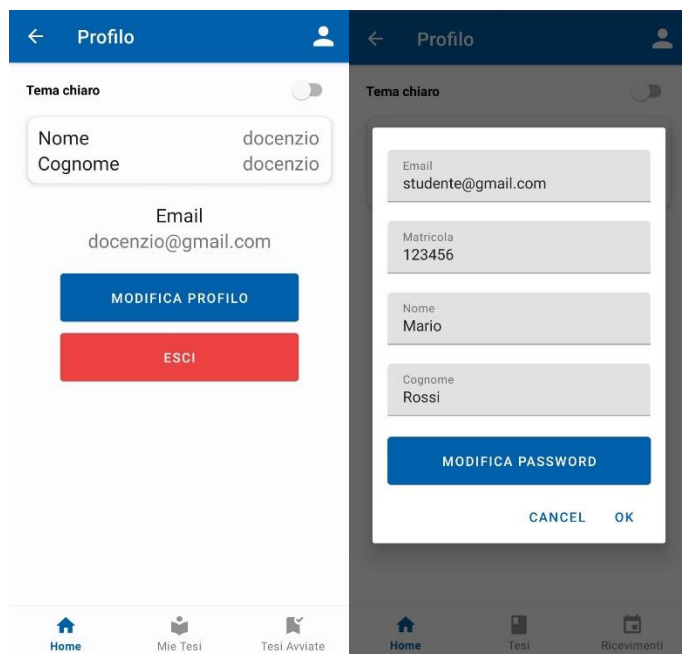 Profilo
Tema chiaro
Nome docenzio
Cognome docenzio
Email
docenzio@gmail.com
MODIFICA PROFILO
ESCI
Home Mie Tesi Tesi Avviate
Profilo
Tema chiaro
Email
studente@gmail.com
Matricola
123456
Nome
Mario
Cognome
Rossi
MODIFICA PASSWORD
CANCEL OK
Home Tesi Ricevimenti